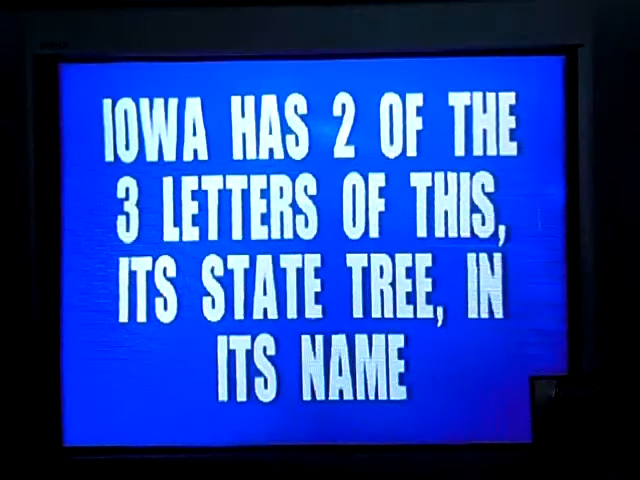 IOWA HAS 2 OF THE
3 LETTERS OF THIS,
ITS STATE TREE, IN
ITS NAME